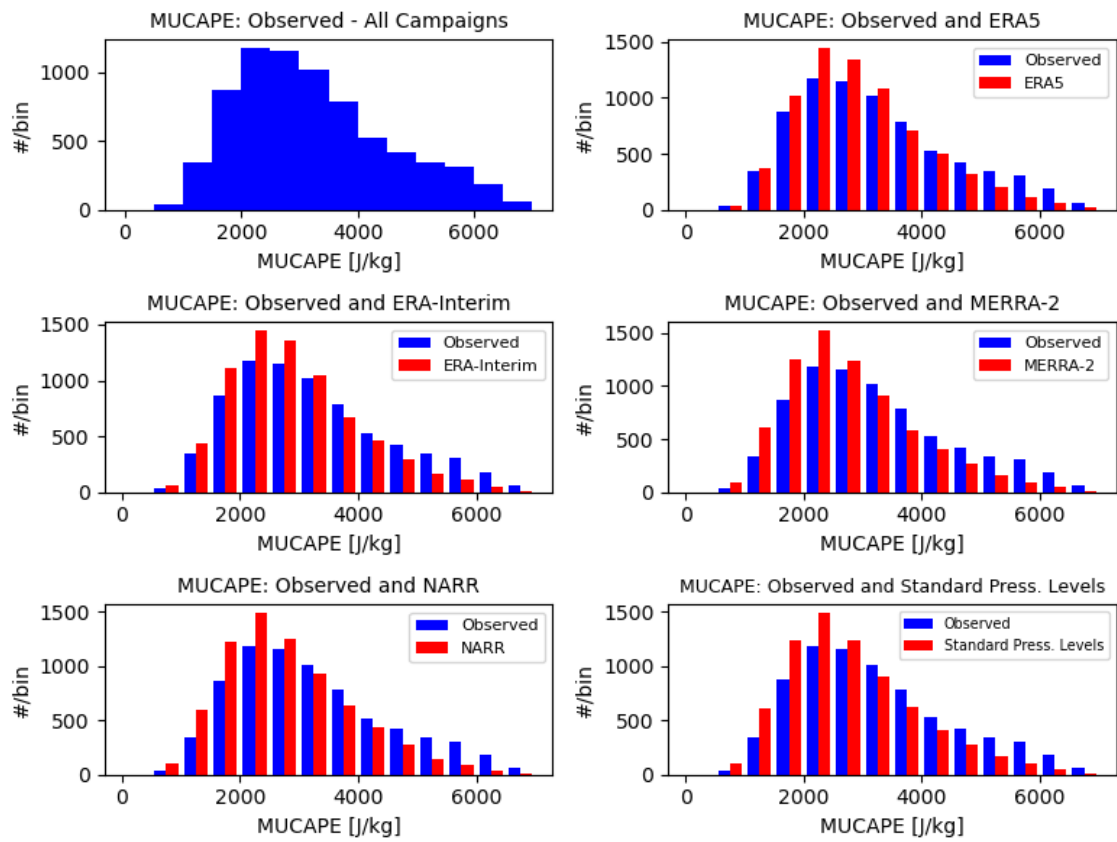 MUCAPE: Observed - All Campaigns
#/bin
1000
500
0
0 2000 4000 6000
MUCAPE [J/kg]
MUCAPE: Observed and ERA5
#/bin
1500
1000
500
0
Observed
ERA5
0 2000 4000 6000
MUCAPE [J/kg]
MUCAPE: Observed and ERA-Interim
#/bin
1500
1000
500
0
Observed
ERA-Interim
0 2000 4000 6000
MUCAPE [J/kg]
MUCAPE: Observed and MERRA-2
#/bin
1500
1000
500
0
Observed
MERRA-2
0 2000 4000 6000
MUCAPE [J/kg]
MUCAPE: Observed and NARR
#/bin
1500
1000
500
0
Observed
NARR
0 2000 4000 6000
MUCAPE [J/kg]
MUCAPE: Observed and Standard Press. Levels
#/bin
1500
1000
500
0
Observed
Standard Press. Levels
0 2000 4000 6000
MUCAPE [J/kg]